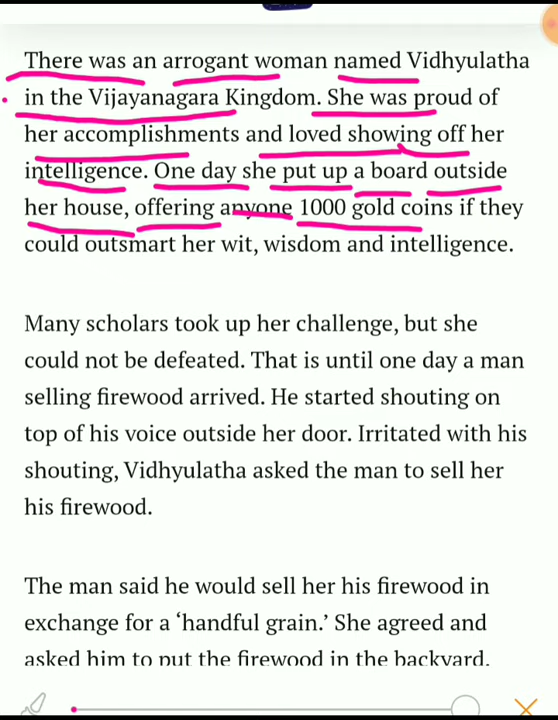 There was an arrogant woman named Vidhyulatha
in the Vijayanagara Kingdom. She was proud of
her accomplishments and loved showing off her
intelligence. One day she put up a board outside
her house, offering anyone 1000 gold coins if they
could outsmart her wit, wisdom and intelligence.
Many scholars took up her challenge, but she
could not be defeated. That is until one day a man
selling firewood arrived. He started shouting on
top of his voice outside her door. Irritated with his
shouting, Vidhyulatha asked the man to sell her
his firewood.
The man said he would sell her his firewood in
exchange for a ‘handful grain.’ She agreed and
asked him to put the firewood in the backyard.